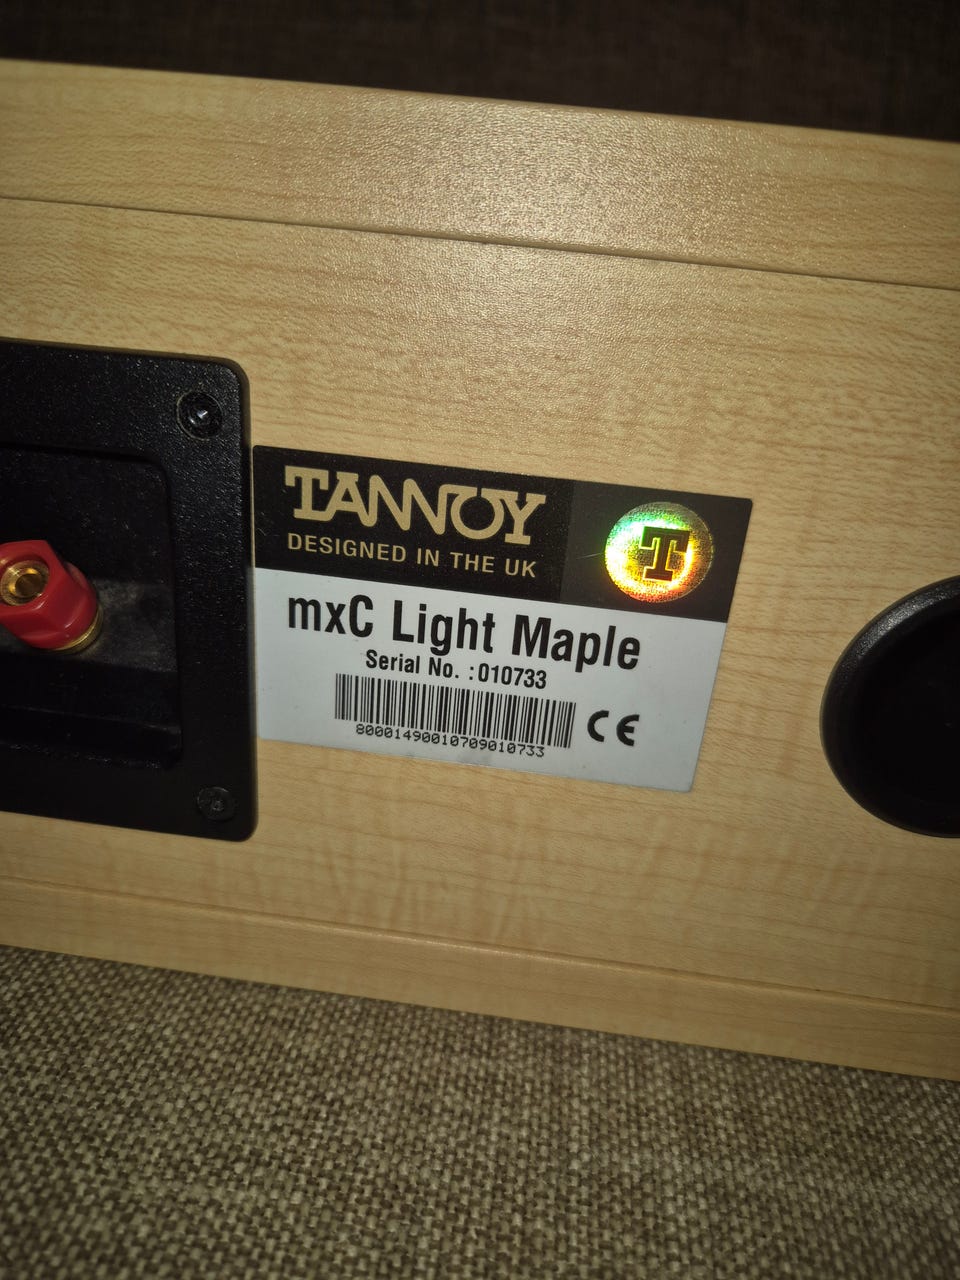 TANNOY
DESIGNED IN THE UK
T
mxC Light Maple
Serial No. :010733
80001490010709010733
CE